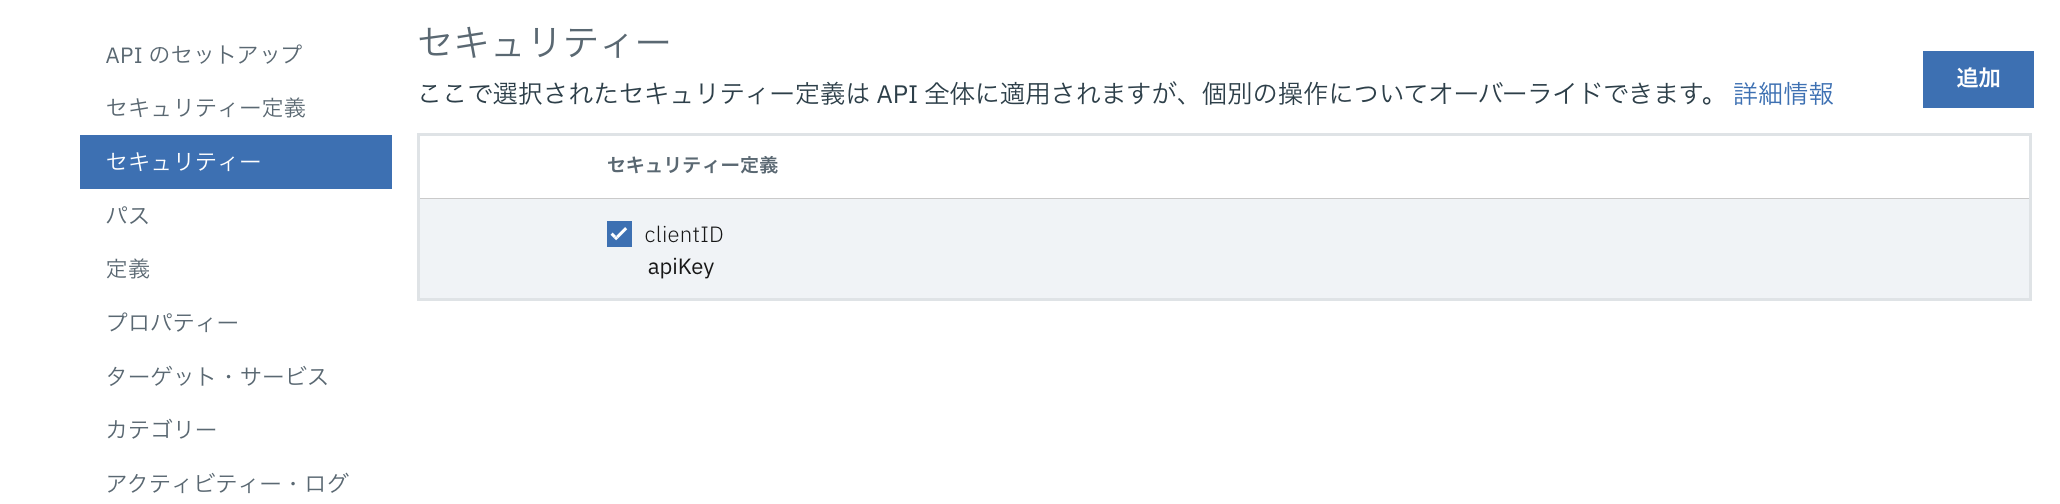 API のセットアップ
セキュリティー定義
セキュリティー
パス
定義
プロパティー
ターゲット・サービス
カテゴリー
アクティビティー・ログ
セキュリティー
ここで選択されたセキュリティー定義は API 全体に適用されますが、個別の操作についてオーバーライドできます。 詳細情報
追加
セキュリティー定義
clientID
apiKey